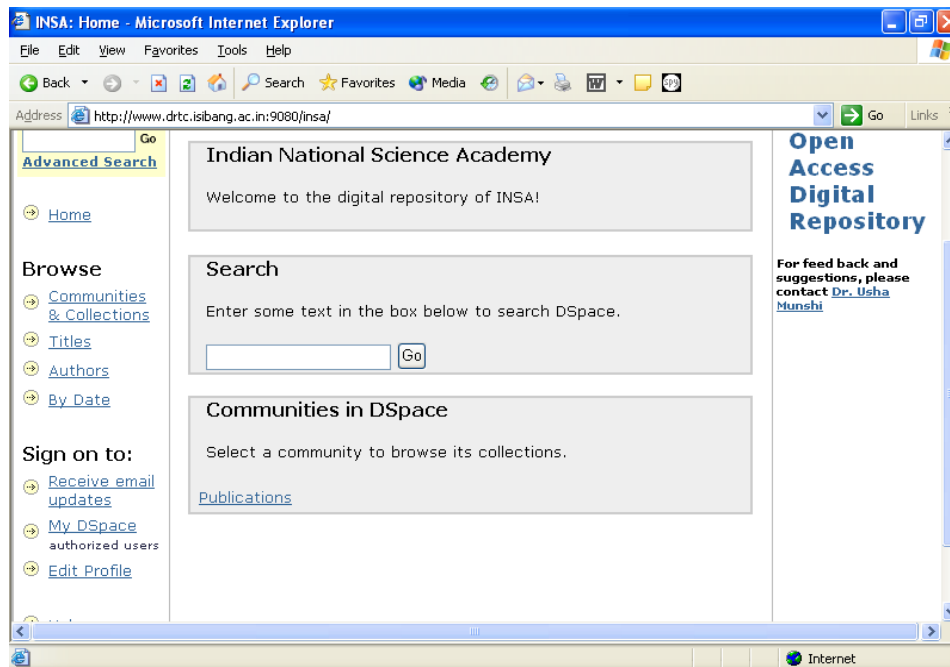 INSA: Home - Microsoft Internet Explorer
File Edit View Favorites Tools Help
Back Search Favorites Media
Address http://www.drtc.isibang.ac.in:9080/insa/ Go Links
Go
Advanced Search
Home
Browse
Communities
& Collections
Titles
Authors
By Date
Sign on to:
Receive email
updates
My DSpace
authorized users
Edit Profile
Indian National Science Academy
Welcome to the digital repository of INSA!
Search
Enter some text in the box below to search DSpace.
Go
Communities in DSpace
Select a community to browse its collections.
Publications
Open
Access
Digital
Repository
For feed back and
suggestions, please
contact Dr. Usha
Munshi
Internet